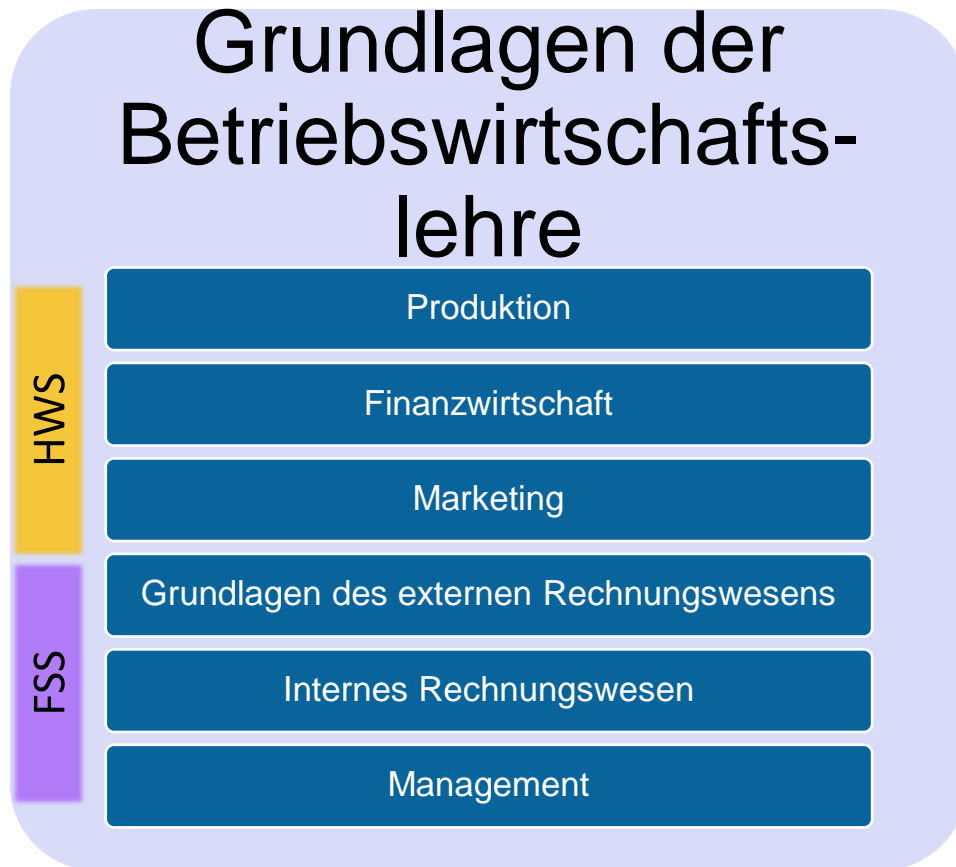 Grundlagen der
Betriebswirtschafts-
lehre
HWS
Produktion
Finanzwirtschaft
Marketing
FSS
Grundlagen des externen Rechnungswesens
Internes Rechnungswesen
Management